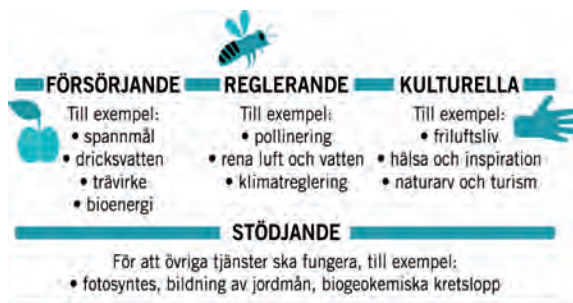 FÖRSÖRJANDE
Till exempel:
• spannmål
• dricksvatten
• trävirke
• bioenergi
REGLERANDE
Till exempel:
• pollinering
• rena luft och vatten
• klimatreglering
KULTURELLA
Till exempel:
• friluftsliv
• hälsa och inspiration
• naturarv och turism
STÖDJANDE
För att övriga tjänster ska fungera, till exempel:
• fotosyntes, bildning av jordmån, biogeokemiska kretslopp